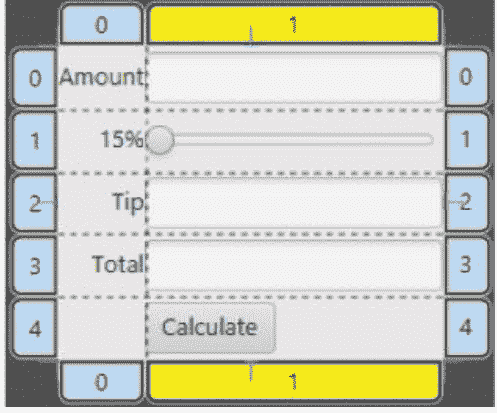 0 1
0 Amount 0
1 15% 1
2 Tip 2
3 Total 3
4 Calculate 4
0 1